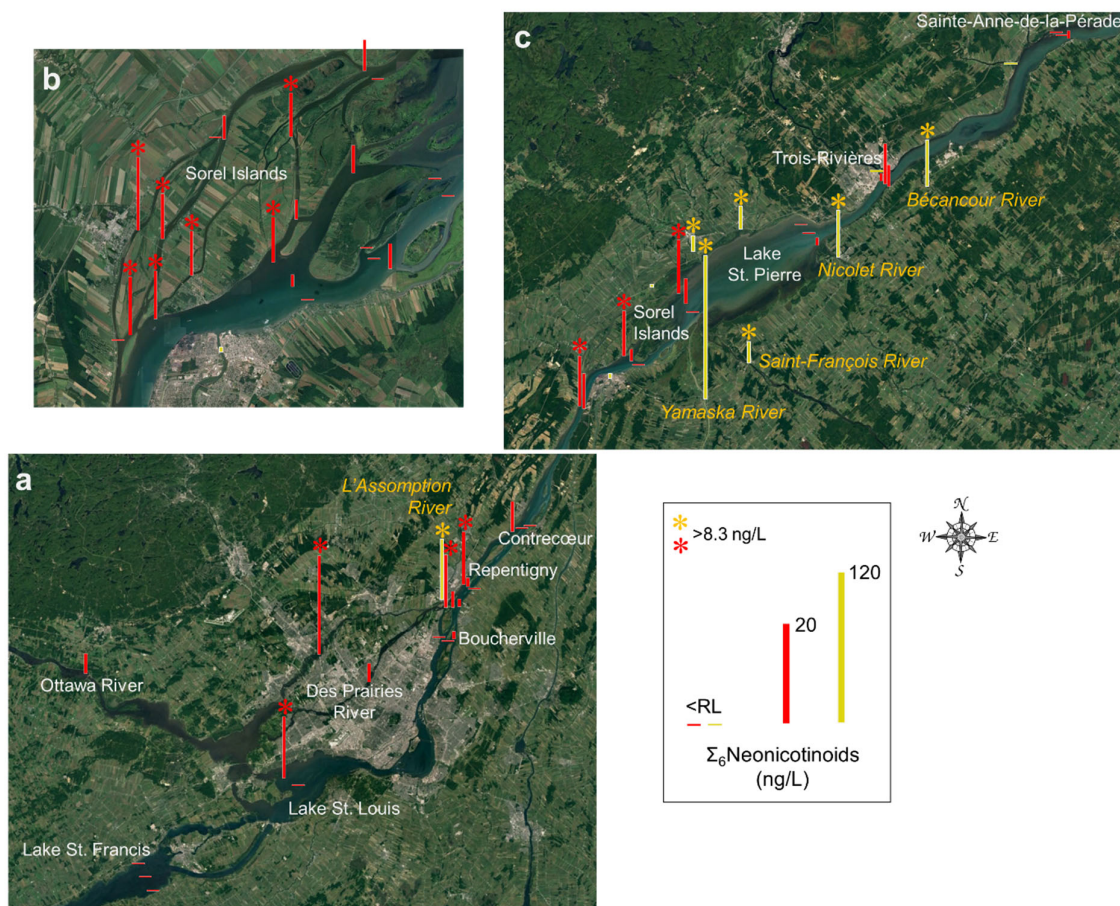 b
Sorel Islands
c
Sainte-Anne-de-la-Pérade
Trois-Rivières
Bécancour River
Lake
St. Pierre
Nicolet River
Sorel
Islands
Saint-François River
Yamaska River
a
L'Assomption
River
Contrecœur
Repentigny
Boucherville
Ottawa River
Des Prairies
River
Lake St. Louis
Lake St. Francis
* >8.3 ng/L
*
120
20
<RL
Σ₆Neonicotinoids
(ng/L)
N
W E
S